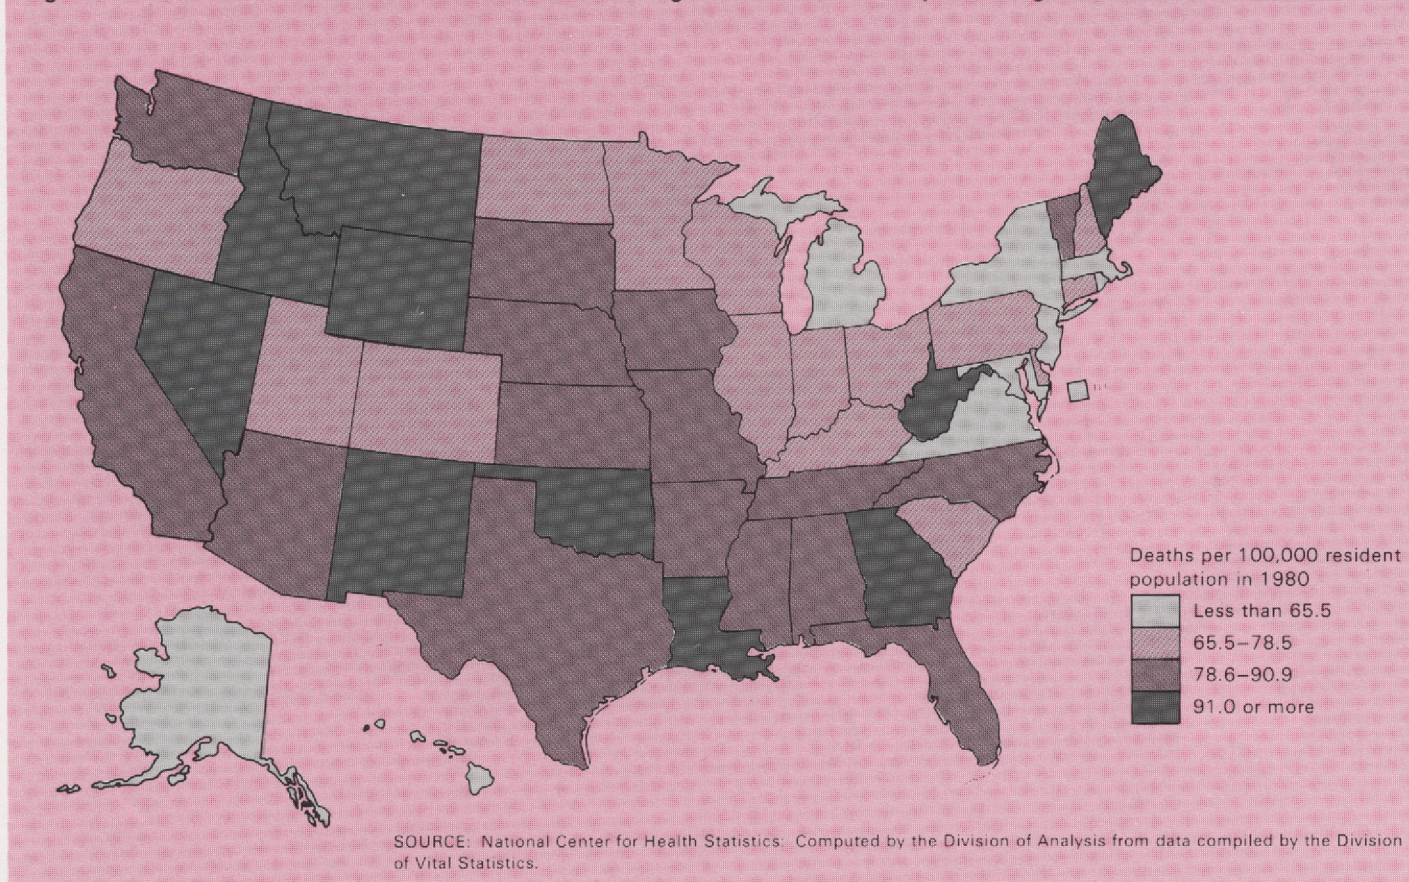 Deaths per 100,000 resident
population in 1980
Less than 65.5
65.5–78.5
78.6–90.9
91.0 or more
SOURCE: National Center for Health Statistics: Computed by the Division of Analysis from data compiled by the Division
of Vital Statistics.